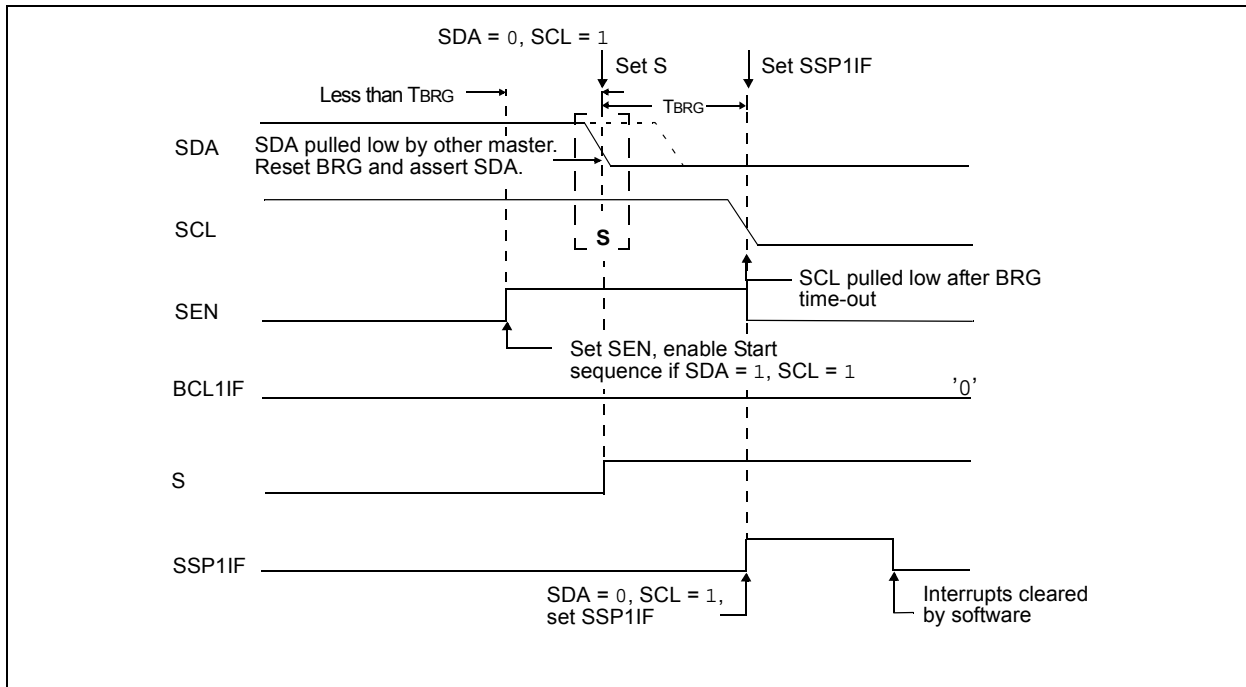 SDA = 0, SCL = 1
Set S
Set SSP1IF
Less than TBRG
TBRG
SDA
SDA pulled low by other master.
Reset BRG and assert SDA.
SCL
S
SCL pulled low after BRG
time-out
SEN
Set SEN, enable Start
sequence if SDA = 1, SCL = 1
BCL1IF
'0'
S
SSP1IF
SDA = 0, SCL = 1,
set SSP1IF
Interrupts cleared
by software